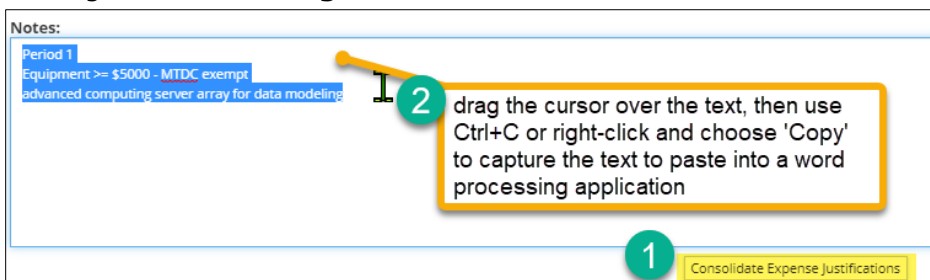 Notes:
Period 1
Equipment >= $5000 - MTDC exempt
advanced computing server array for data modeling
2
drag the cursor over the text, then use
Ctrl+C or right-click and choose 'Copy'
to capture the text to paste into a word
processing application
1
Consolidate Expense Justifications